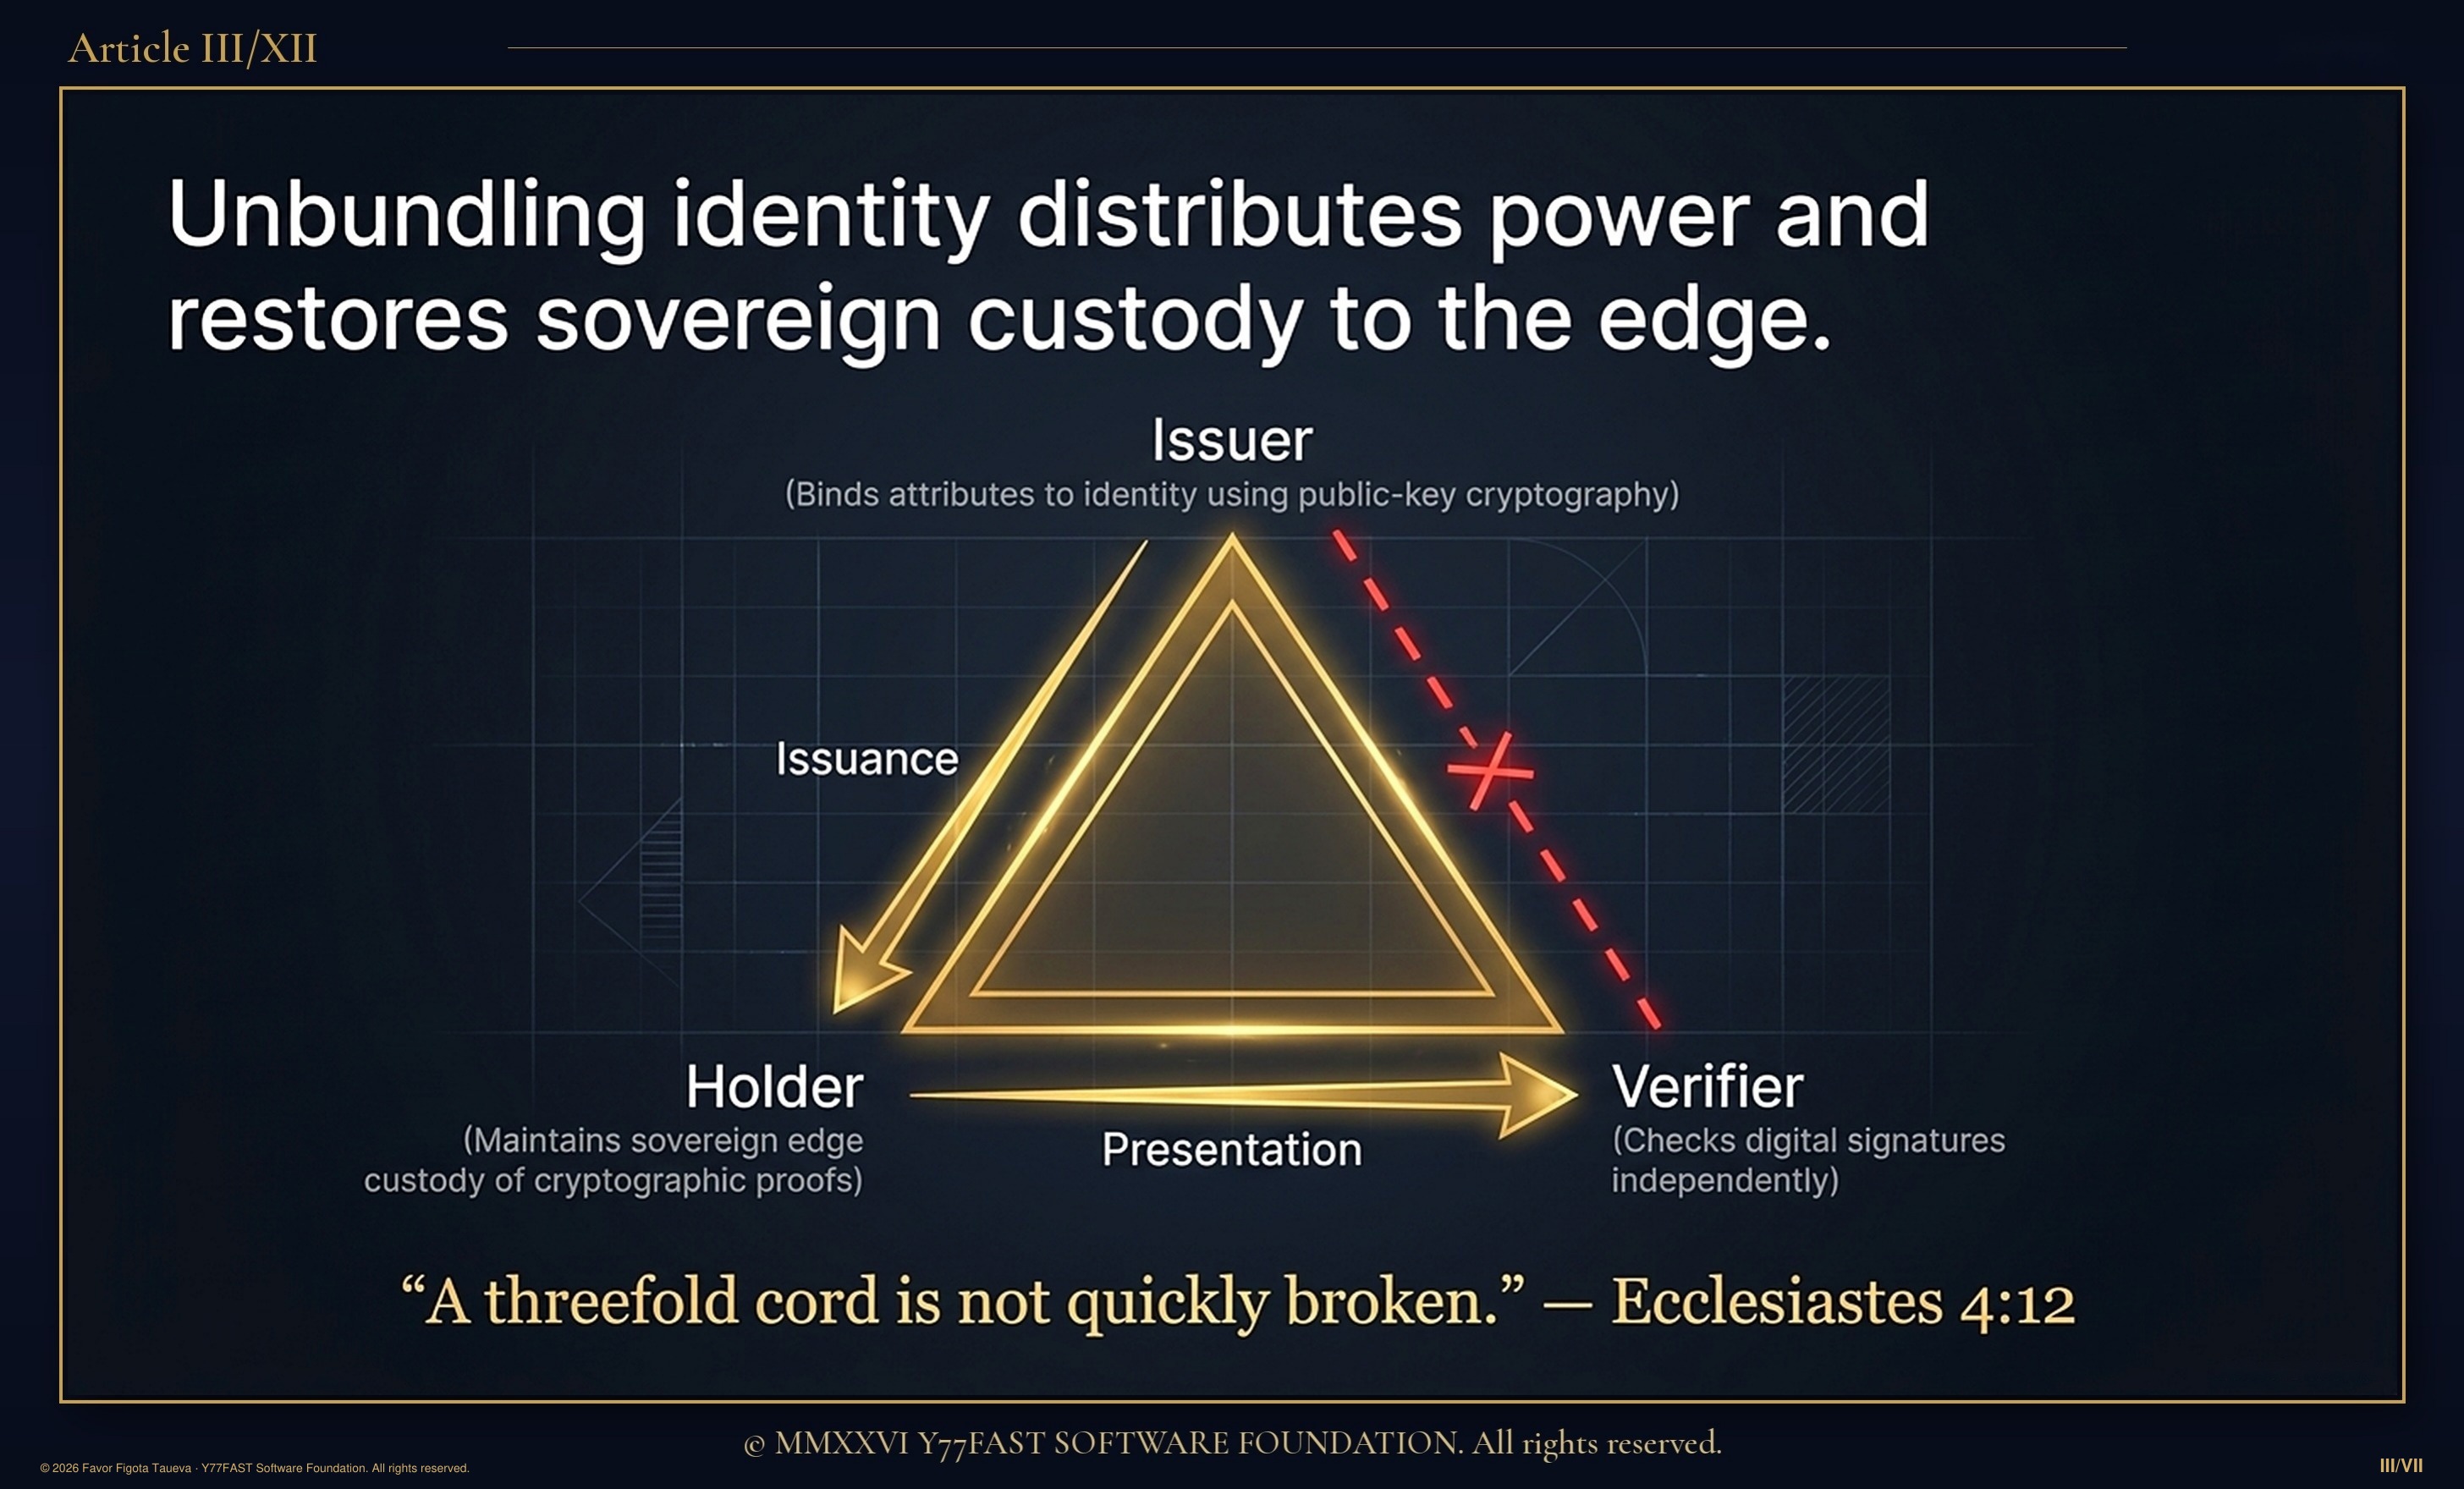 Article III/XII
Unbundling identity distributes power and
restores sovereign custody to the edge.
Issuer
(Binds attributes to identity using public-key cryptography)
Issuance
Holder
(Maintains sovereign edge
custody of cryptographic proofs)
Presentation
Verifier
(Checks digital signatures
independently)
“A threefold cord is not quickly broken.” — Ecclesiastes 4:12
© MMXXVI Y77FAST SOFTWARE FOUNDATION. All rights reserved.
© 2026 Favor Figota Taueva · Y77FAST Software Foundation. All rights reserved.
III/VII